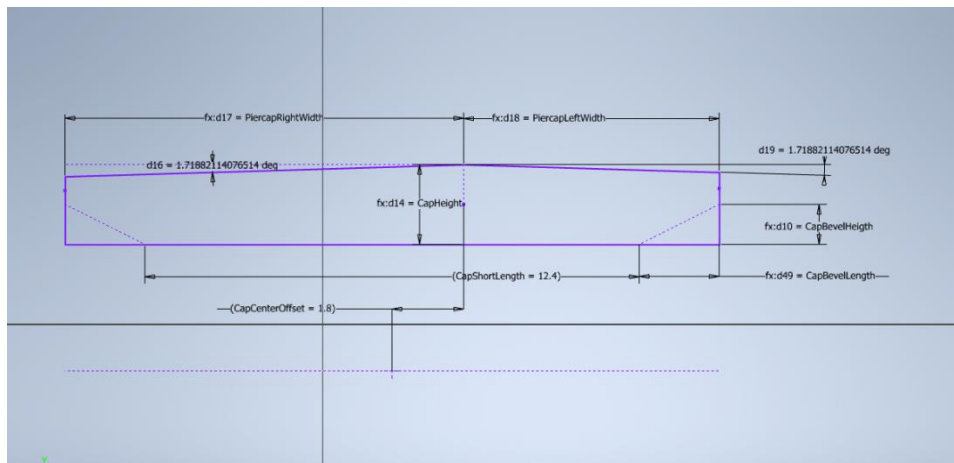 fx:d17 = PiercapRightWidth
fx:d18 = PiercapLeftWidth
d16 = 1.71882114076514 deg
d19 = 1.71882114076514 deg
fx:d14 = CapHeight
fx:d10 = CapBevelHeigth
(CapShortLength = 12.4)
fx:d49 = CapBevelLength
(CapCenterOffset = 1.8)